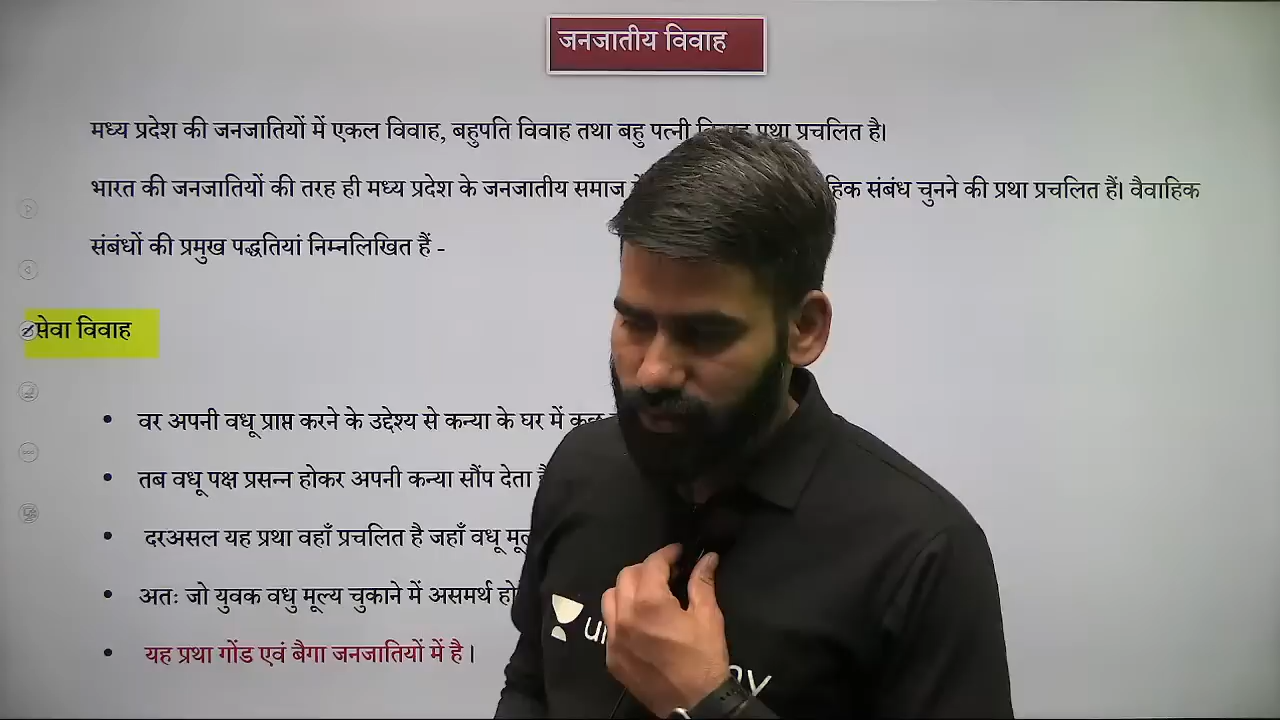 जनजातीय विवाह
मध्य प्रदेश की जनजातियों में एकल विवाह, बहुपति विवाह तथा बहु पत्नी प्रथा प्रचलित है।
भारत की जनजातियों की तरह ही मध्य प्रदेश के जनजातीय समाज संबंध चुनने की प्रथा प्रचलित हैं। वैवाहिक
संबंधों की प्रमुख पद्धतियां निम्नलिखित हैं -
सेवा विवाह
• वर अपनी वधू प्राप्त करने के उद्देश्य से कन्या के घर में
• तब वधू पक्ष प्रसन्न होकर अपनी कन्या सौंप देता
• दरअसल यह प्रथा वहाँ प्रचलित है जहाँ वधू
• अतः जो युवक वधु मूल्य चुकाने में असमर्थ
• यह प्रथा गोंड एवं बैगा जनजातियों में है ।